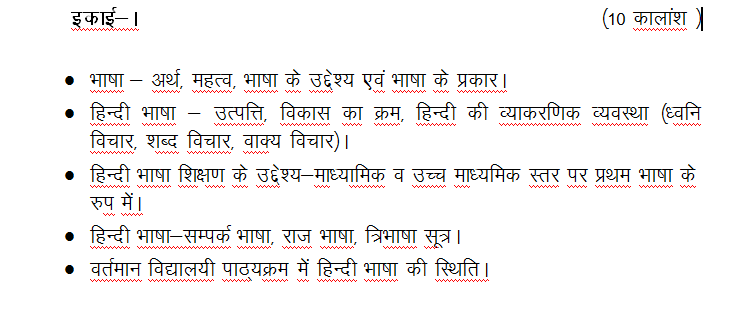 इकाई–I (10 कालांश )
● भाषा – अर्थ, महत्व, भाषा के उद्देश्य एवं भाषा के प्रकार।
● हिन्दी भाषा – उत्पत्ति, विकास का क्रम, हिन्दी की व्याकरणिक व्यवस्था (ध्वनि
विचार, शब्द विचार, वाक्य विचार)।
● हिन्दी भाषा शिक्षण के उद्देश्य–माध्यामिक व उच्च माध्यमिक स्तर पर प्रथम भाषा के
रुप में।
● हिन्दी भाषा–सम्पर्क भाषा, राज भाषा, त्रिभाषा सूत्र।
● वर्तमान विद्यालयी पाठ्यक्रम में हिन्दी भाषा की स्थिति।